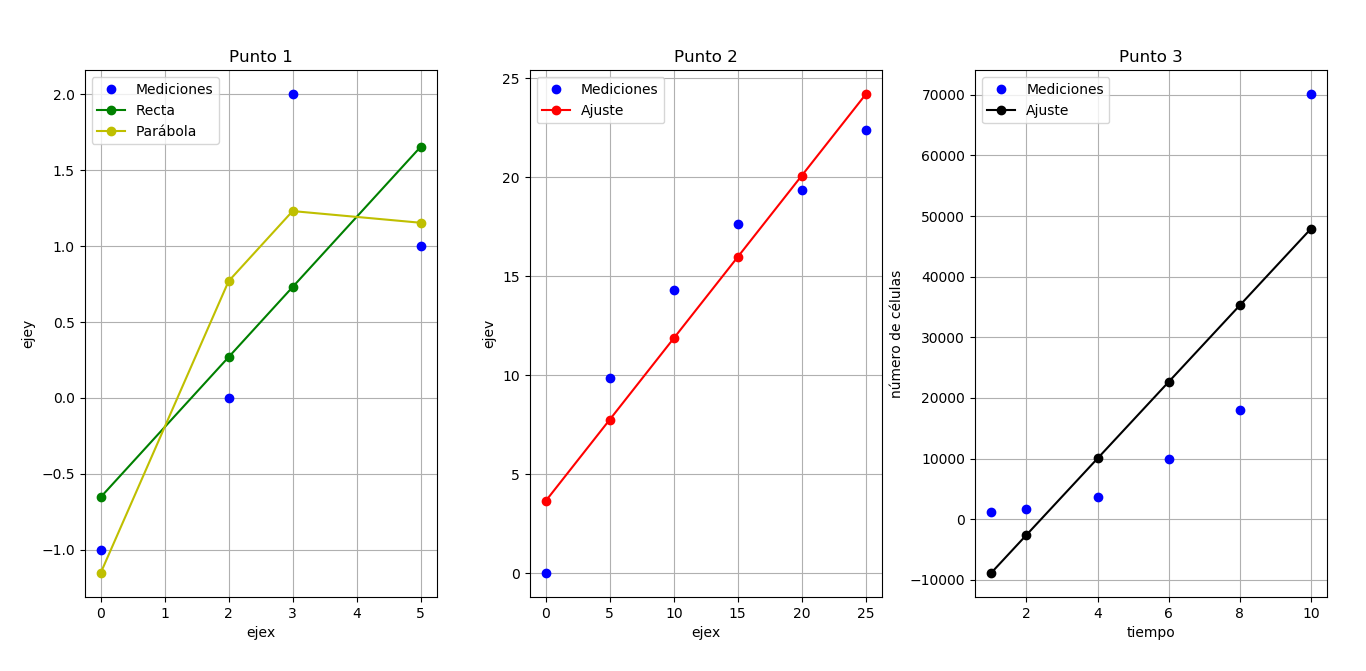 Punto 1
Mediciones
Recta
Parábola
2.0
1.5
1.0
0.5
0.0
−0.5
−1.0
ejey
0
1
2
3
4
5
ejex
Punto 2
Mediciones
Ajuste
25
20
15
10
5
0
ejey
0
5
10
15
20
25
ejex
Punto 3
Mediciones
Ajuste
70000
60000
50000
40000
30000
20000
10000
0
−10000
número de células
2
4
6
8
10
tiempo